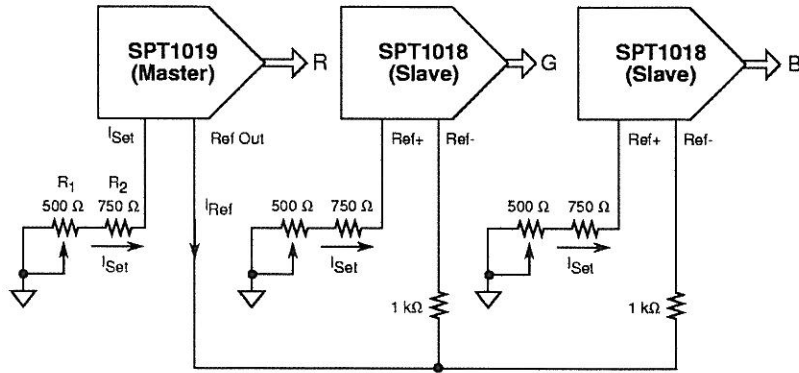 SPT1019
(Master)
R
SPT1018
(Slave)
G
SPT1018
(Slave)
B
ISet
Ref Out
Ref+
Ref-
Ref+
Ref-
R1
R2
500 Ω
750 Ω
IRef
500 Ω
750 Ω
500 Ω
750 Ω
ISet
ISet
ISet
1 kΩ
1 kΩ